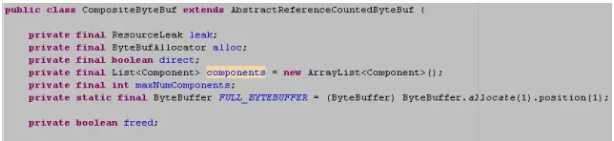 public class CompositeByteBuf extends AbstractReferenceCountedByteBuf {
private final ResourceLeak leak;
private final ByteBufAllocator alloc;
private final boolean direct;
private final List<Component> components = new ArrayList<Component>();
private final int maxNumComponents;
private static final ByteBuffer FULL_BYTEBUFFER = (ByteBuffer) ByteBuffer.allocate(1).position(1);
private boolean freed;